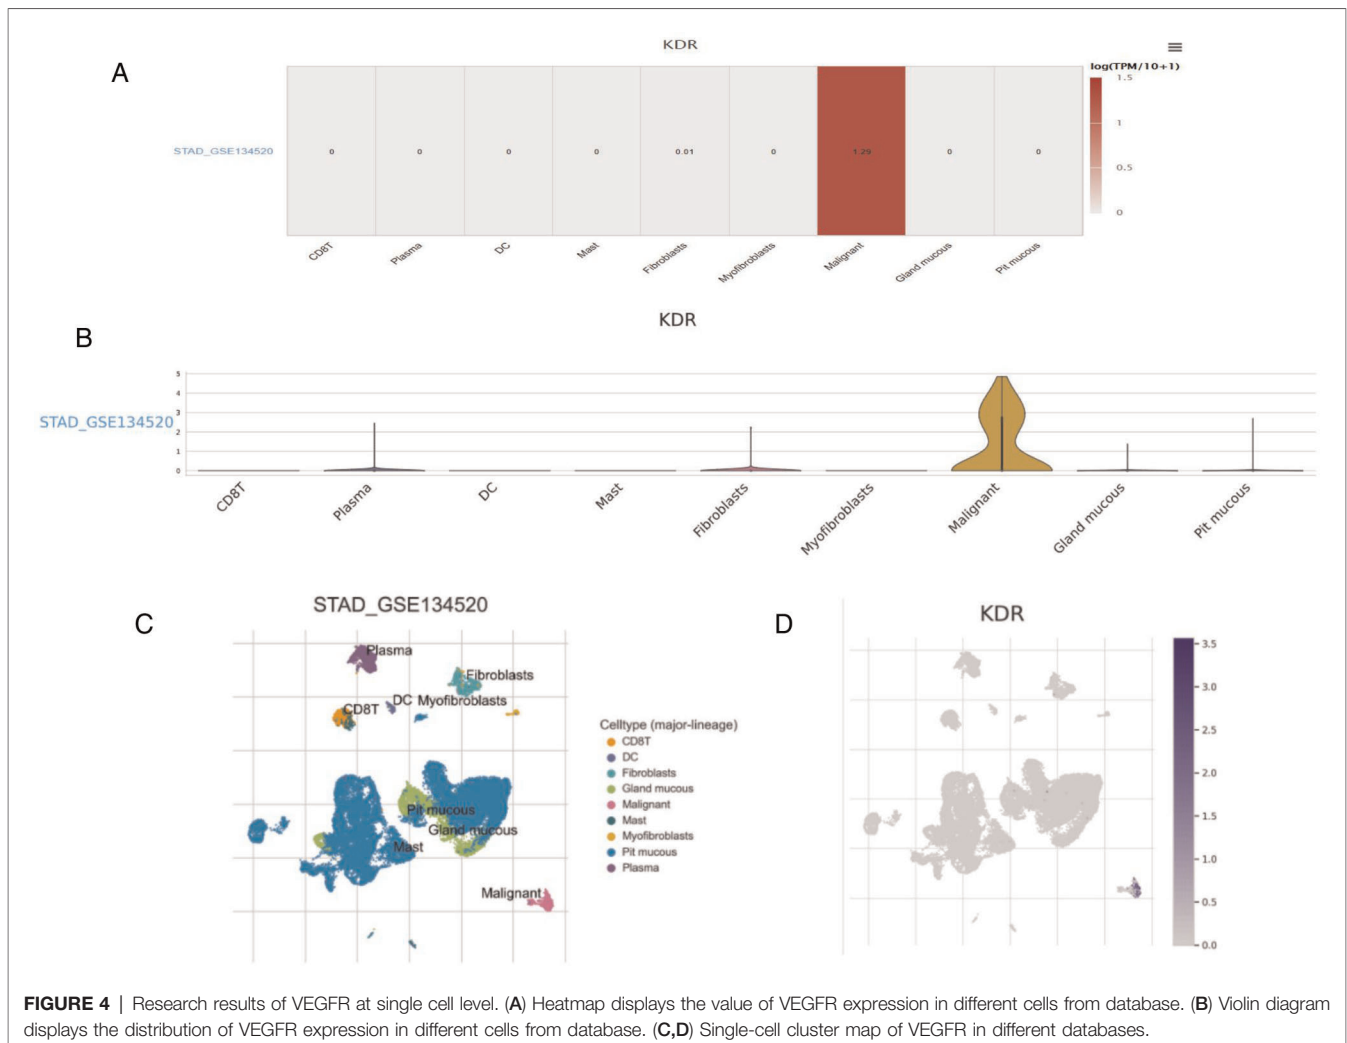 KDR
A
log(TPM/10+1)
1.5
1
0.5
0
STAD_GSE134520
0 0 0 0 0.01 0 1.29 0 0
CD8T Plasma DC Mast Fibroblasts Myofibroblasts Malignant Gland mucous Pit mucous
KDR
B
STAD_GSE134520
5
4
3
2
1
0
CD8T Plasma DC Mast Fibroblasts Myofibroblasts Malignant Gland mucous Pit mucous
C
STAD_GSE134520
Plasma
Fibroblasts
DC Myofibroblasts
CD8T
Pit mucous
Gland mucous
Mast
Malignant
Celltype (major-lineage)
CD8T
DC
Fibroblasts
Gland mucous
Malignant
Mast
Myofibroblasts
Pit mucous
Plasma
D
KDR
3.5
3.0
2.5
2.0
1.5
1.0
0.5
0.0
FIGURE 4 | Research results of VEGFR at single cell level. (A) Heatmap displays the value of VEGFR expression in different cells from database. (B) Violin diagram
displays the distribution of VEGFR expression in different cells from database. (C,D) Single-cell cluster map of VEGFR in different databases.